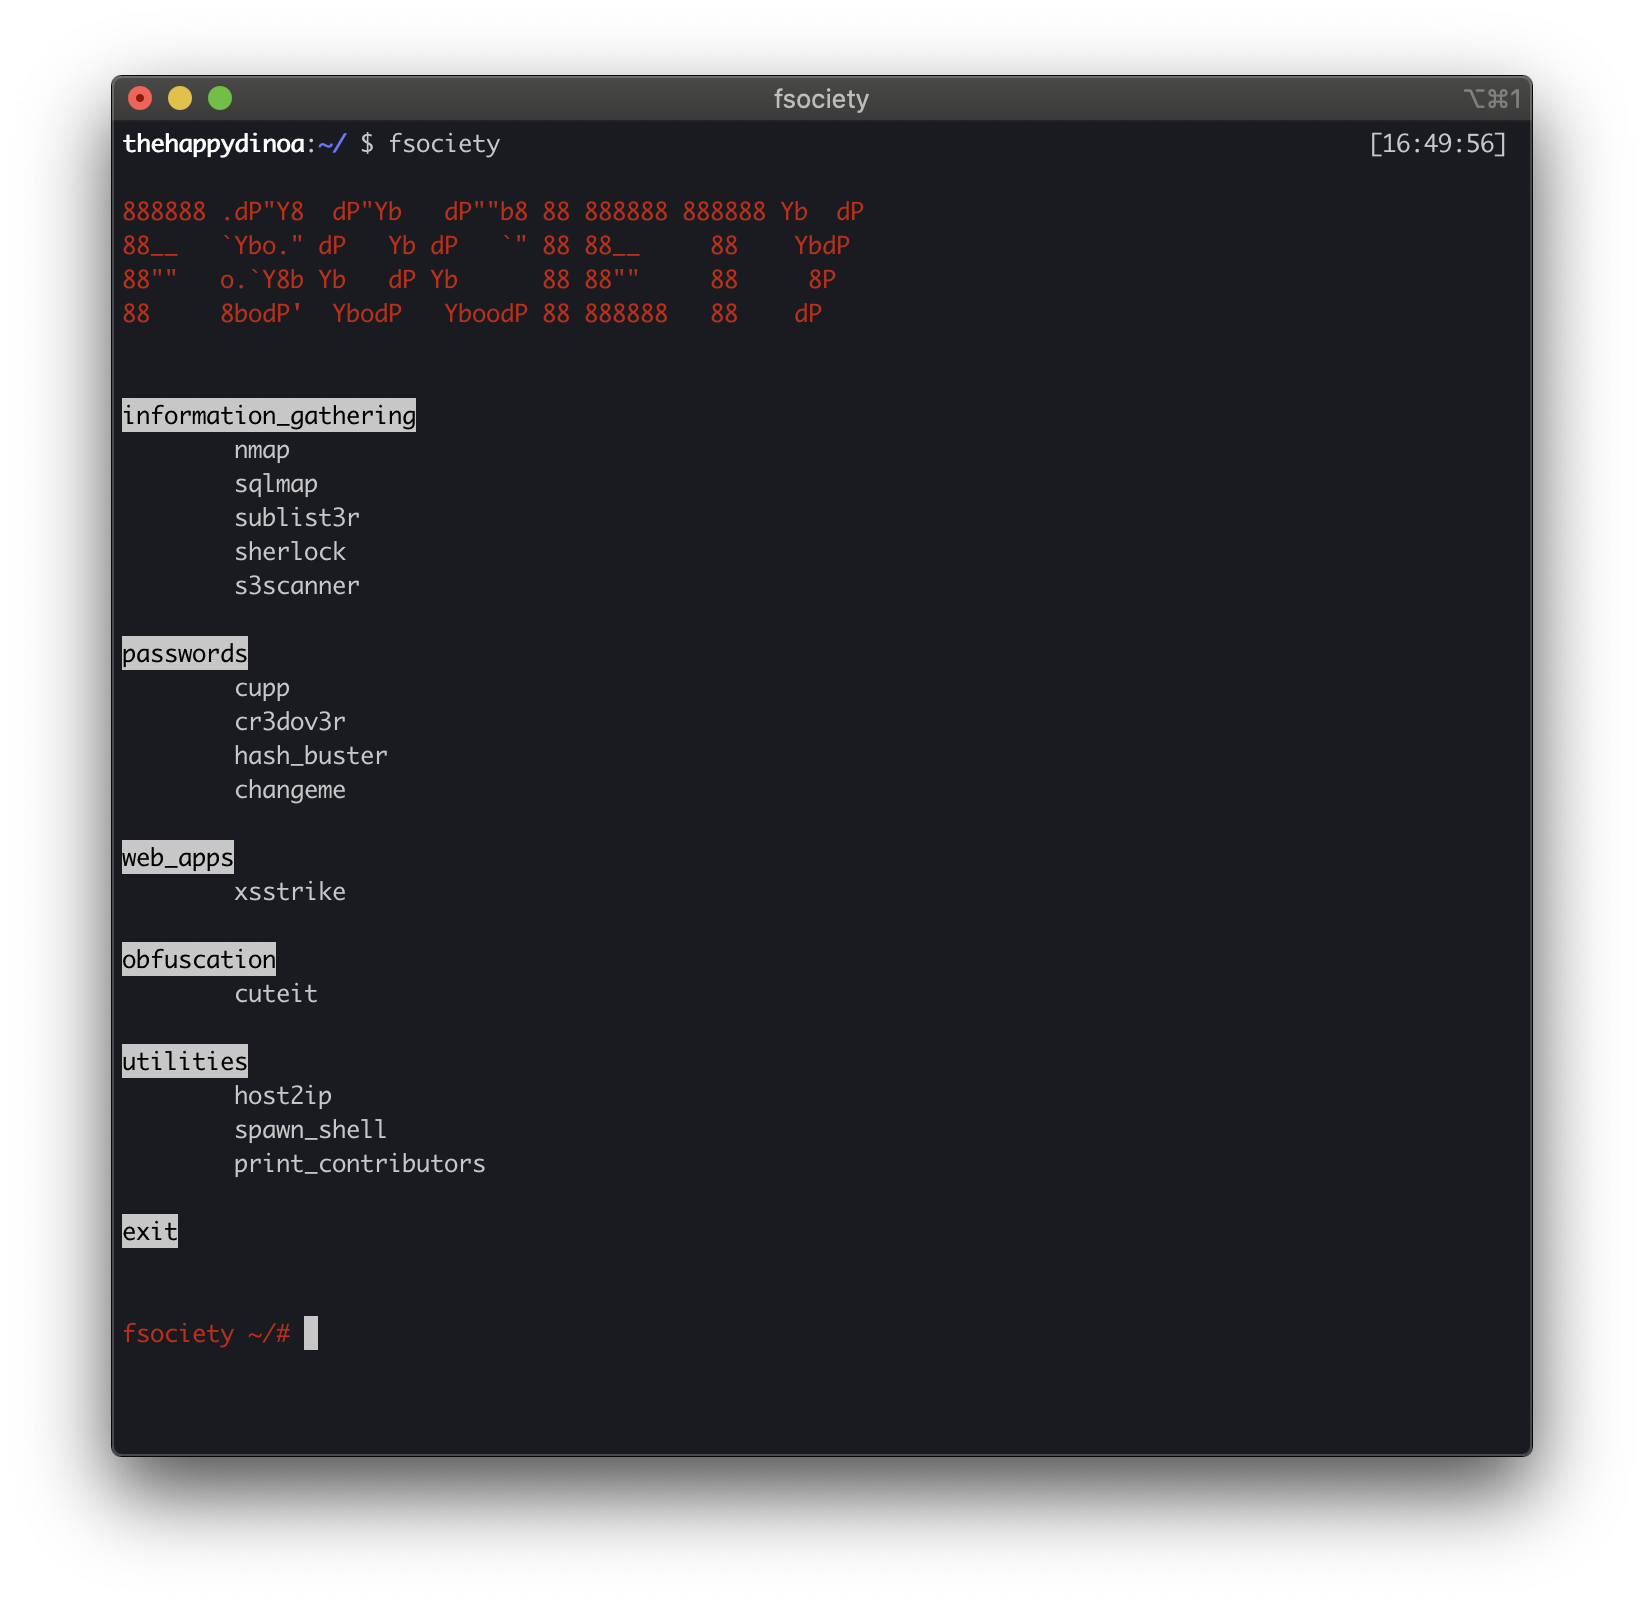 fsociety
⌥⌘1
thehappydinoa:~/ $ fsociety [16:49:56]
888888 .dP"Y8  dP"Yb   dP""b8 88 888888 888888 Yb  dP
88__   `Ybo." dP   Yb dP   `" 88 88__     88    YbdP
88""   o.`Y8b Yb   dP Yb      88 88""     88     8P
88     8bodP'  YbodP   YboodP 88 888888   88    dP
information_gathering
nmap
sqlmap
sublist3r
sherlock
s3scanner
passwords
cupp
cr3dov3r
hash_buster
changeme
web_apps
xsstrike
obfuscation
cuteit
utilities
host2ip
spawn_shell
print_contributors
exit
fsociety ~/#